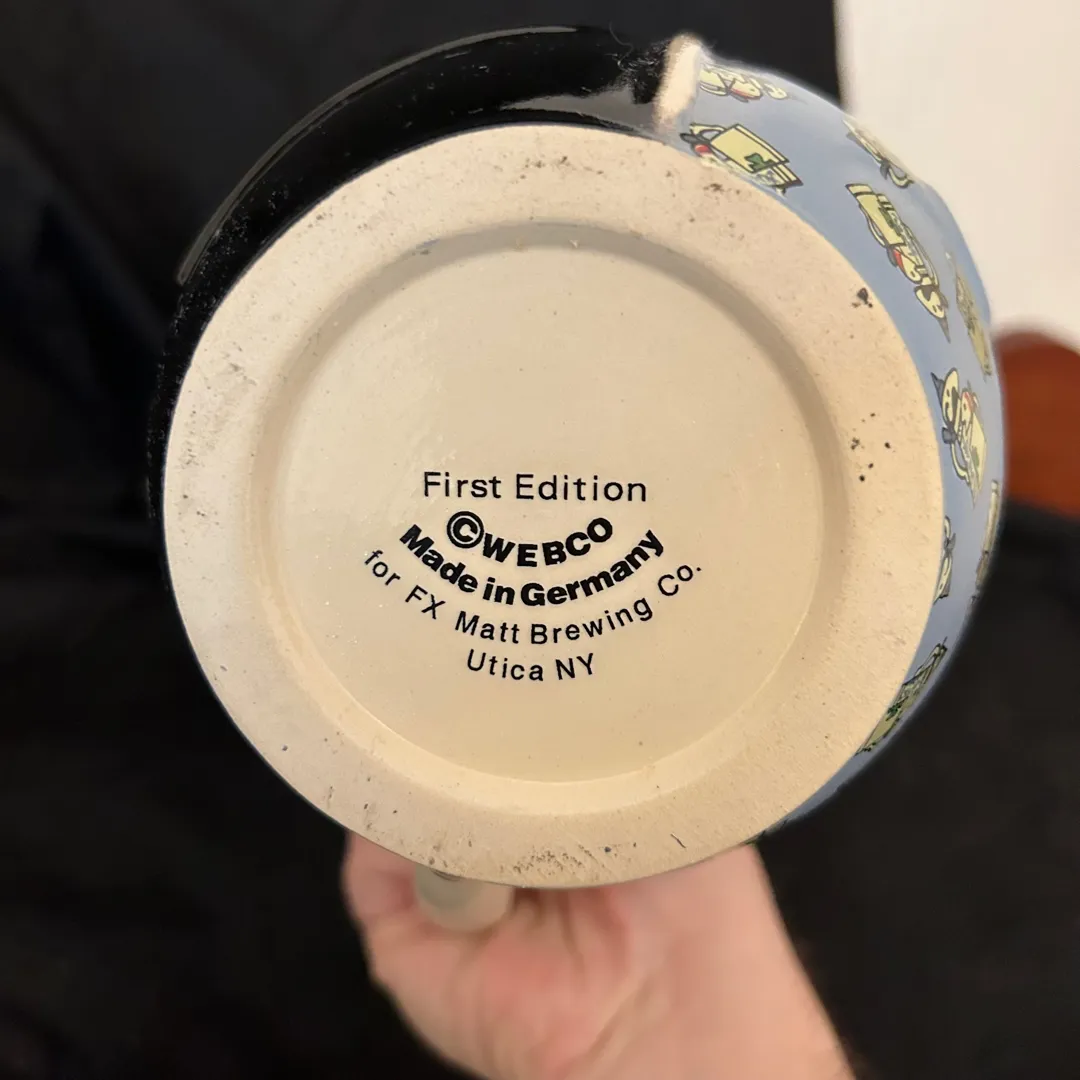 First Edition
©WEBCO
Made in Germany
for FX Matt Brewing Co.
Utica NY